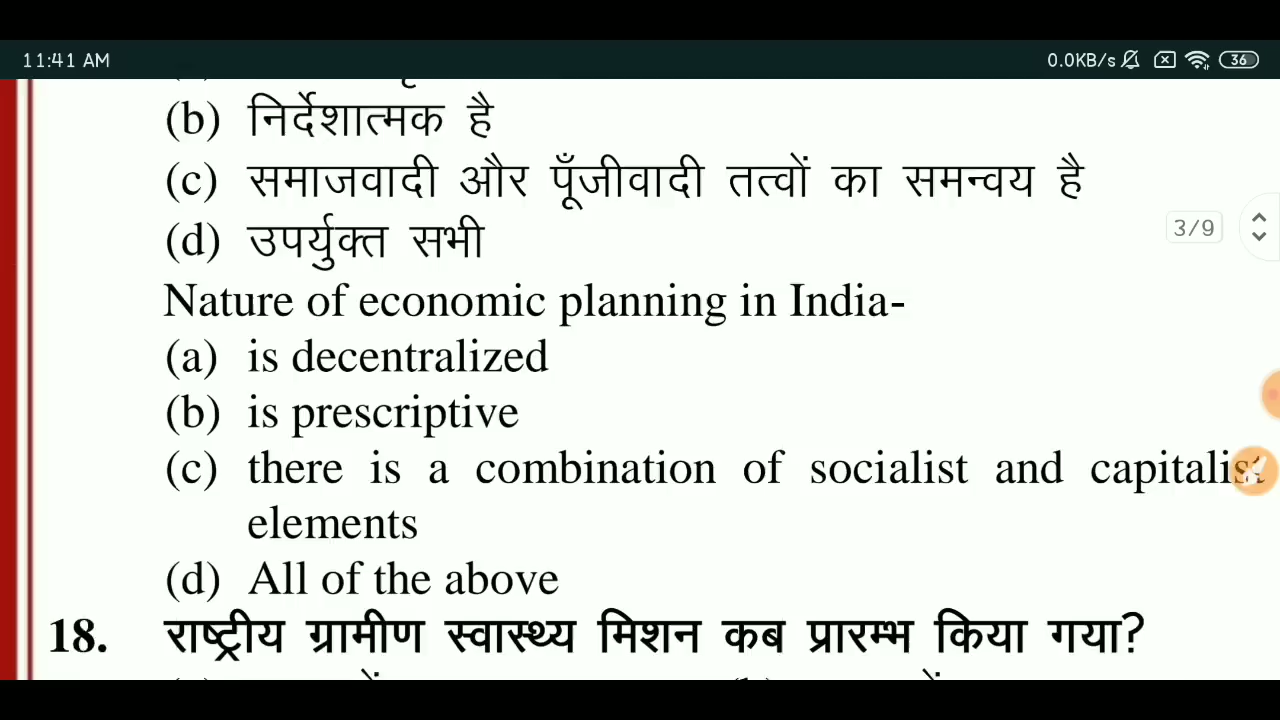 11:41 AM
0.0KB/s
36
(b) निर्देशात्मक है
(c) समाजवादी और पूँजीवादी तत्वों का समन्वय है
3/9
(d) उपर्युक्त सभी
Nature of economic planning in India-
(a) is decentralized
(b) is prescriptive
(c) there is a combination of socialist and capitalist
elements
(d) All of the above
18. राष्ट्रीय ग्रामीण स्वास्थ्य मिशन कब प्रारम्भ किया गया?